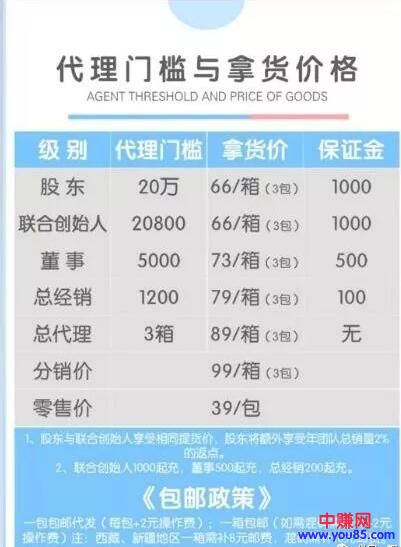 代理门槛与拿货价格
AGENT THRESHOLD AND PRICE OF GOODS
级 别 代理门槛 拿货价 保证金
股 东 20万 66/箱（3包） 1000
联合创始人 20800 66/箱（3包） 1000
董 事 5000 73/箱（3包） 500
总经销 1200 79/箱（3包） 100
总代理 3箱 89/箱（3包） 无
分销价 99/箱（3包）
零售价 39/包
1、股东与联合创始人享受相同提货价，股东将额外享受年团队总销量2%
的返点。
2、联合创始人1000起充，董事500起充，总经销200起充。
《包邮政策》
一包包邮代发（每包+2元操作费）；一箱包邮（如需混
2元
操作费）注：西藏、新疆地区一箱需补8元邮费，混
中赚网
www.you85.com